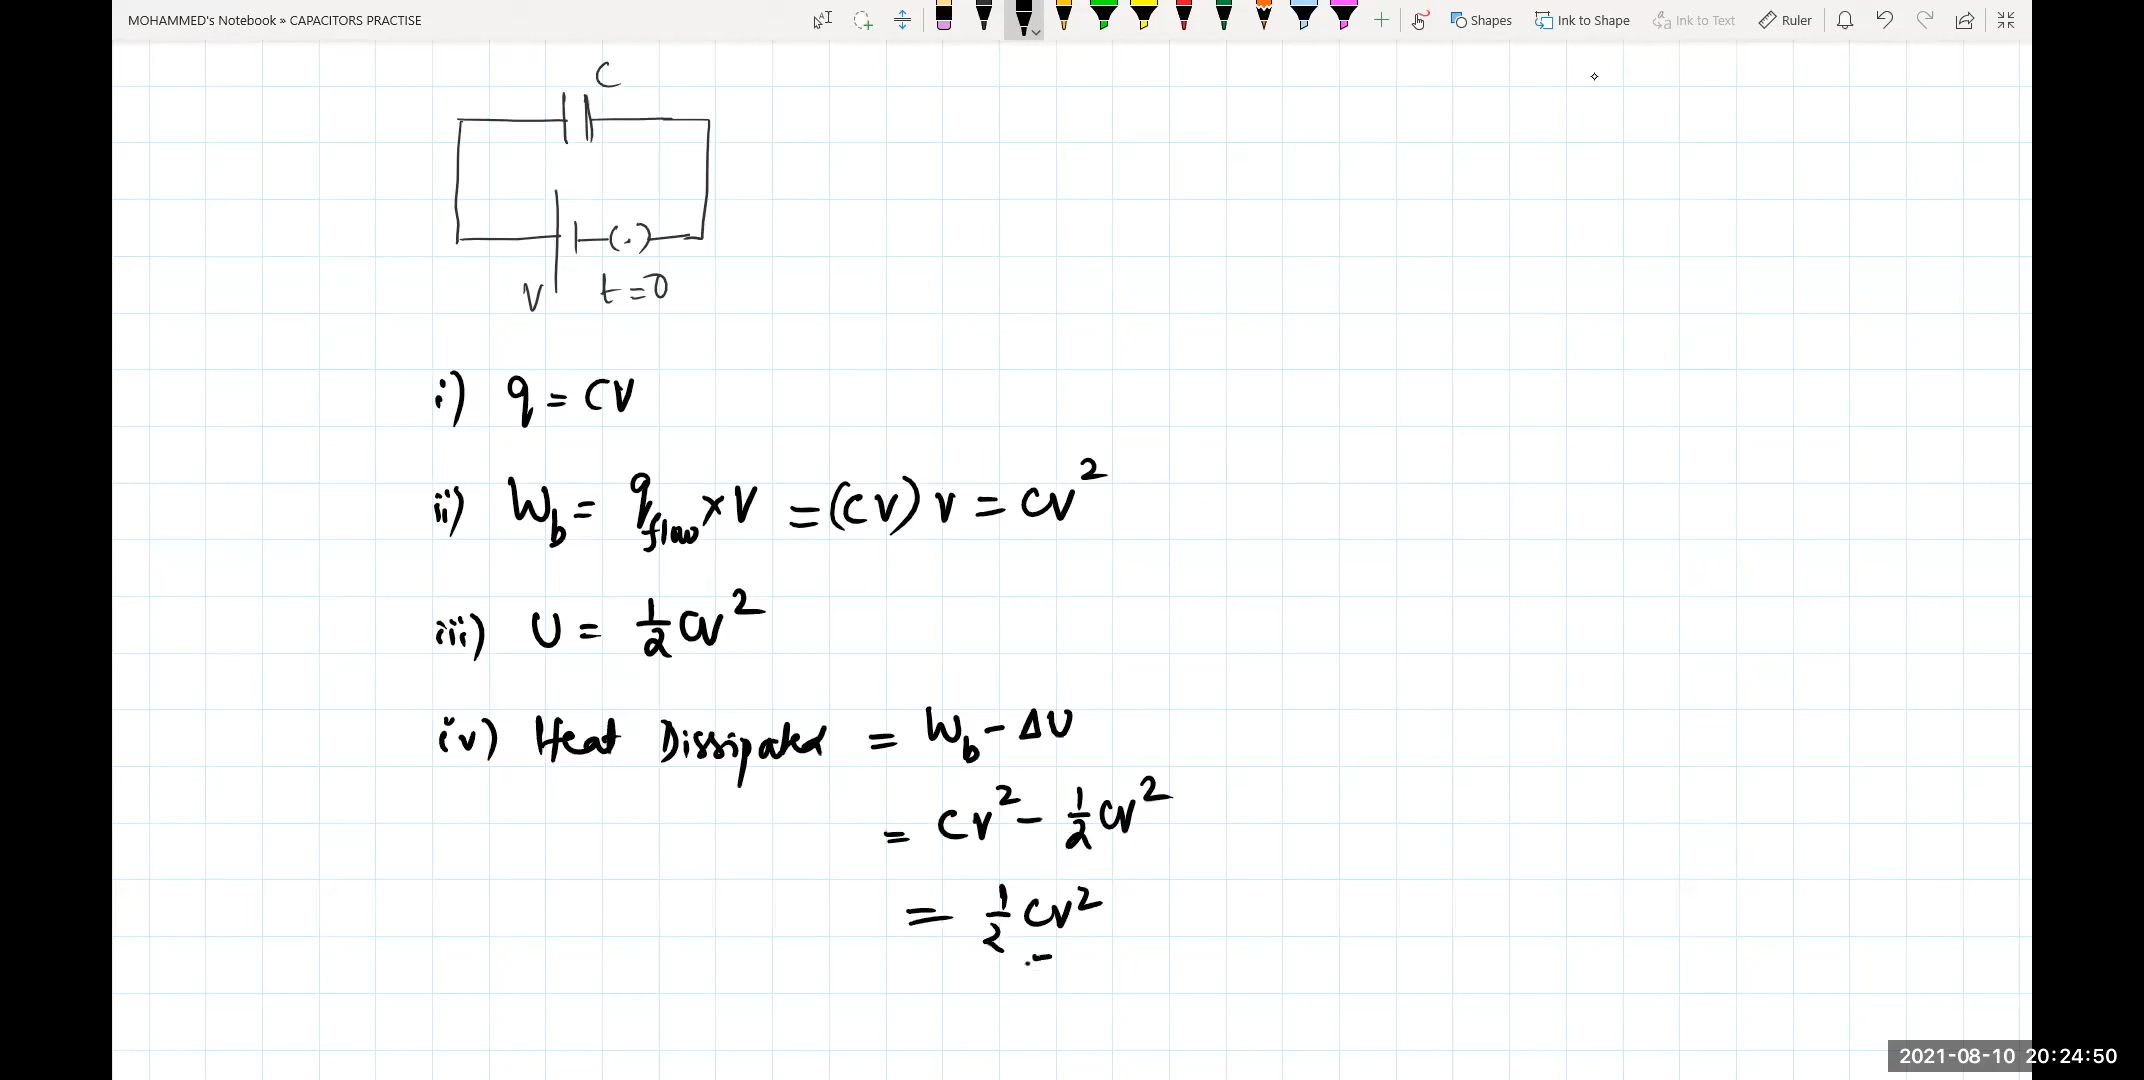 MOHAMMED's Notebook » CAPACITORS PRACTISE
Shapes Ink to Shape Ink to Text Ruler
C
V t=0
i) q = CV
ii) W_b = q_flow × V = (CV) V = CV²
iii) U = 1/2 CV²
iv) Heat Dissipated = W_b - ΔU
= CV² - 1/2 CV²
= 1/2 CV²
2021-08-10 20:24:50